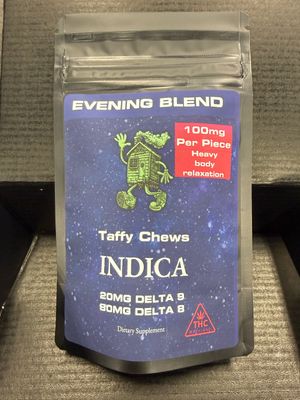 EVENING BLEND
100mg
Per Piece
Heavy
body
relaxation
Taffy Chews
INDICA
20MG DELTA 9
80MG DELTA 8
Dietary Supplement
THC